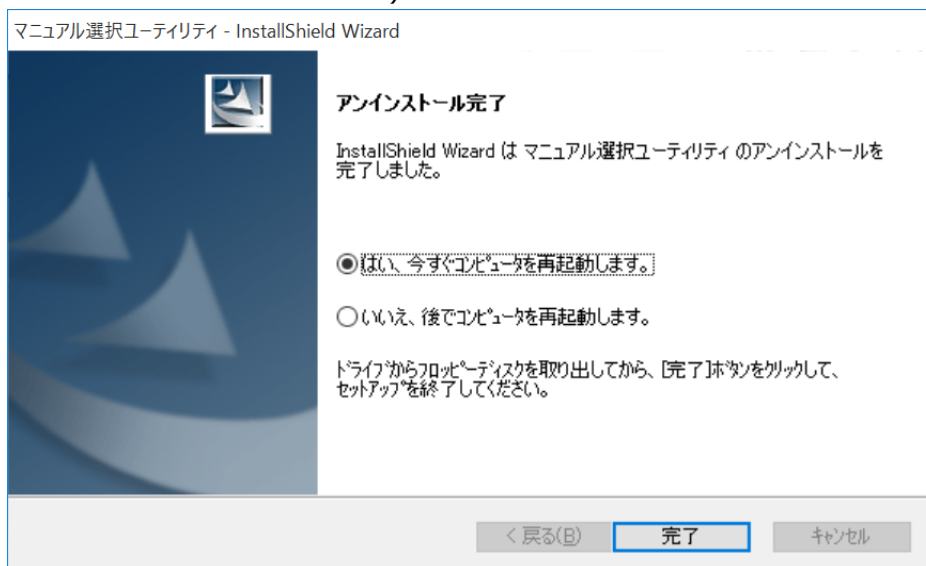 マニュアル選択ユーティリティ - InstallShield Wizard
アンインストール完了
InstallShield Wizard は マニュアル選択ユーティリティ のアンインストールを
完了しました。
はい、今すぐｺﾝﾋﾟｭｰﾀを再起動します。
いいえ、後でｺﾝﾋﾟｭｰﾀを再起動します。
ﾄﾞﾗｲﾌﾞからﾌﾛｯﾋﾟｰﾃﾞｨｽｸを取り出してから、[完了]ﾎﾞﾀﾝをｸﾘｯｸして、
ｾｯﾄｱｯﾌﾟを終了してください。
< 戻る(B)
完了
ｷｬﾝｾﾙ